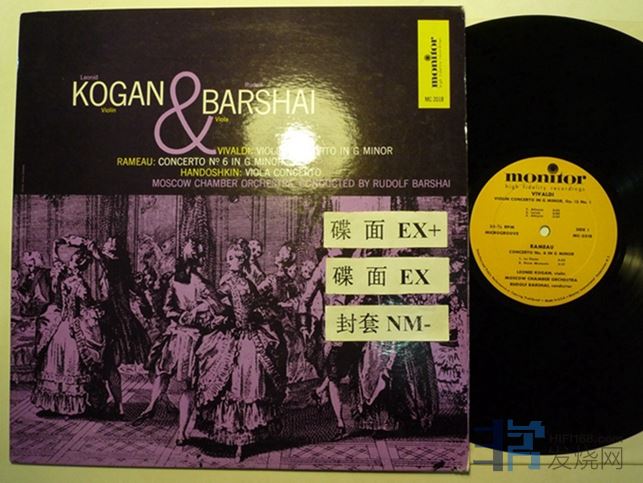 Leonid
KOGAN
Violin
&
BARSHAI
Viola
VIVALDI: VIOLIN CONCERTO IN G MINOR
RAMEAU: CONCERTO Nº 6 IN G MINOR
HANDOSHKIN: VIOLA CONCERTO
MOSCOW CHAMBER ORCHESTRA, CONDUCTED BY RUDOLF BARSHAI
monitor
MC 2018
碟面 EX+
碟面 EX
封套 NM-
monitor
high fidelity recordings
VIVALDI
VIOLIN CONCERTO IN G MINOR
33-⅓ RPM
MICROGROOVE
SIDE 1
MC-2018
RAMEAU
CONCERTO No. 6 IN G MINOR
LEONID KOGAN, violin
MOSCOW CHAMBER ORCHESTRA
RUDOLF BARSHAI, conductor
HIFI168.com
发烧网